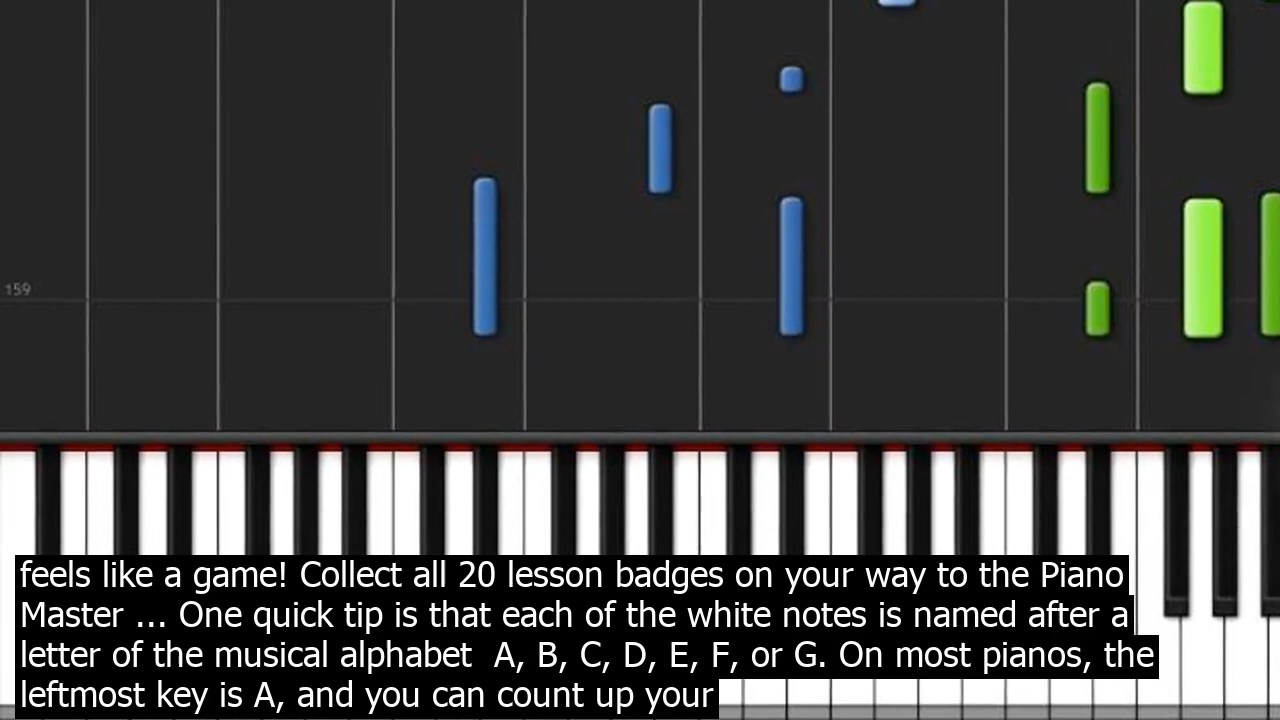 159
feels like a game! Collect all 20 lesson badges on your way to the Piano
Master ... One quick tip is that each of the white notes is named after a
letter of the musical alphabet  A, B, C, D, E, F, or G. On most pianos, the
leftmost key is A, and you can count up your